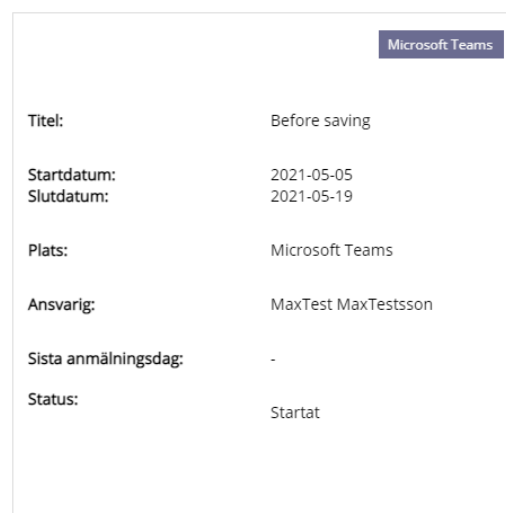 Microsoft Teams
Titel: Before saving
Startdatum: 2021-05-05
Slutdatum: 2021-05-19
Plats: Microsoft Teams
Ansvarig: MaxTest MaxTestsson
Sista anmälningsdag: -
Status: Startat